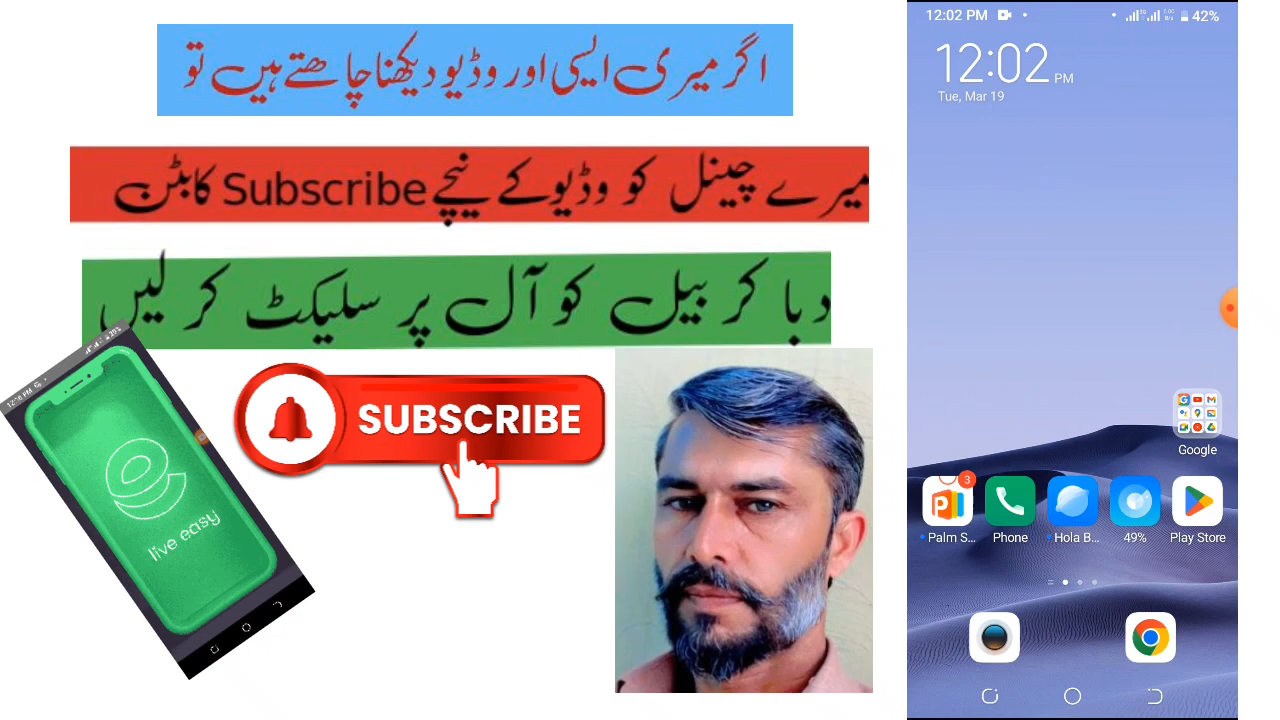 اگر میری ایسی اور وڈیو دیکھنا چاھتے ہیں تو
میرے چینل کو وڈیو کے نیچے Subscribe کا بٹن
دبا کر بیل کو آل پر سلیکٹ کر لیں
SUBSCRIBE
e
live easy
12:02 PM
42%
12:02 PM
Tue, Mar 19
Google
3
Palm S...
Phone
Hola B...
49%
Play Store